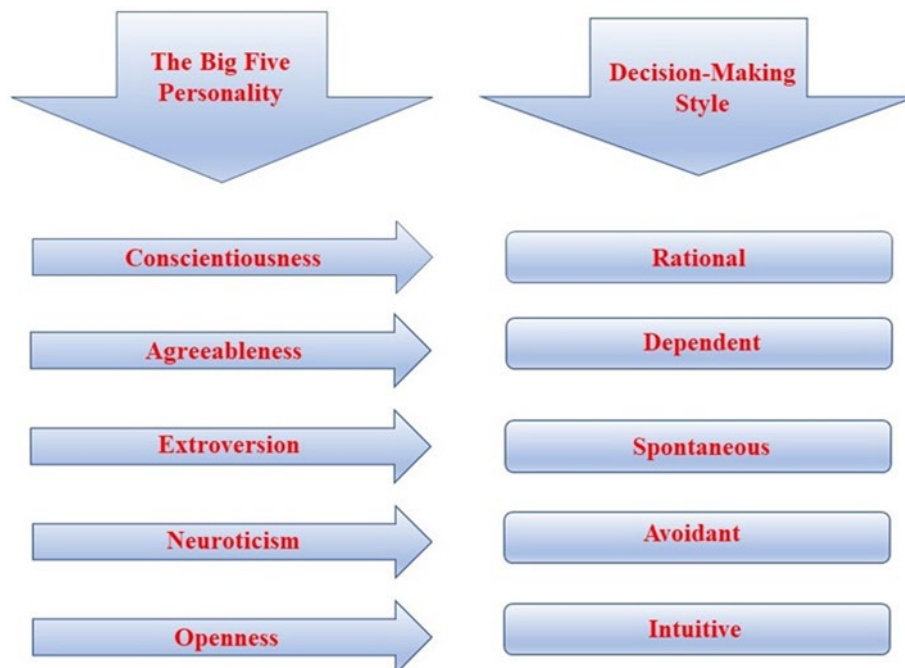 The Big Five
Personality
Decision-Making
Style
Conscientiousness
Rational
Agreeableness
Dependent
Extroversion
Spontaneous
Neuroticism
Avoidant
Openness
Intuitive